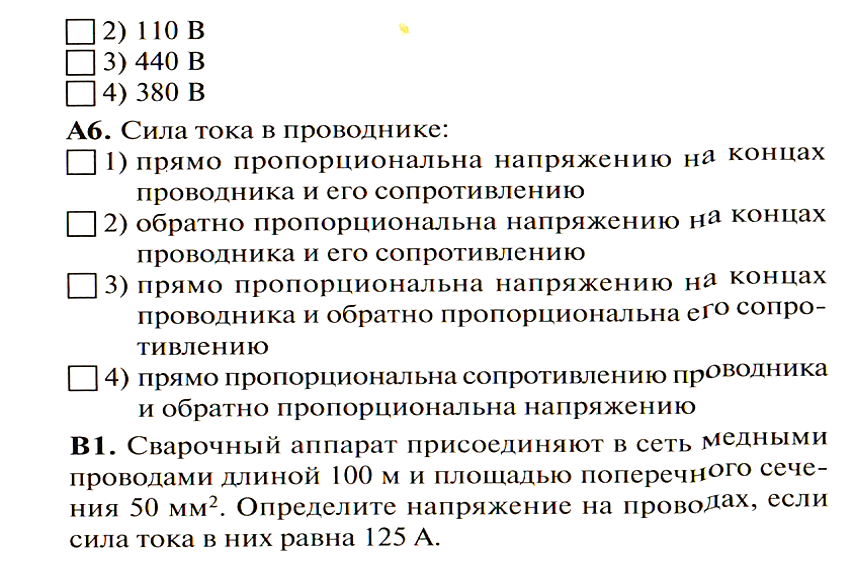 2) 110 В
3) 440 В
4) 380 В
А6. Сила тока в проводнике:
1) прямо пропорциональна напряжению на концах
проводника и его сопротивлению
2) обратно пропорциональна напряжению на концах
проводника и его сопротивлению
3) прямо пропорциональна напряжению на концах
проводника и обратно пропорциональна его сопро-
тивлению
4) прямо пропорциональна сопротивлению проводника
и обратно пропорциональна напряжению
В1. Сварочный аппарат присоединяют в сеть медными
проводами длиной 100 м и площадью поперечного сече-
ния 50 мм². Определите напряжение на проводах, если
сила тока в них равна 125 А.